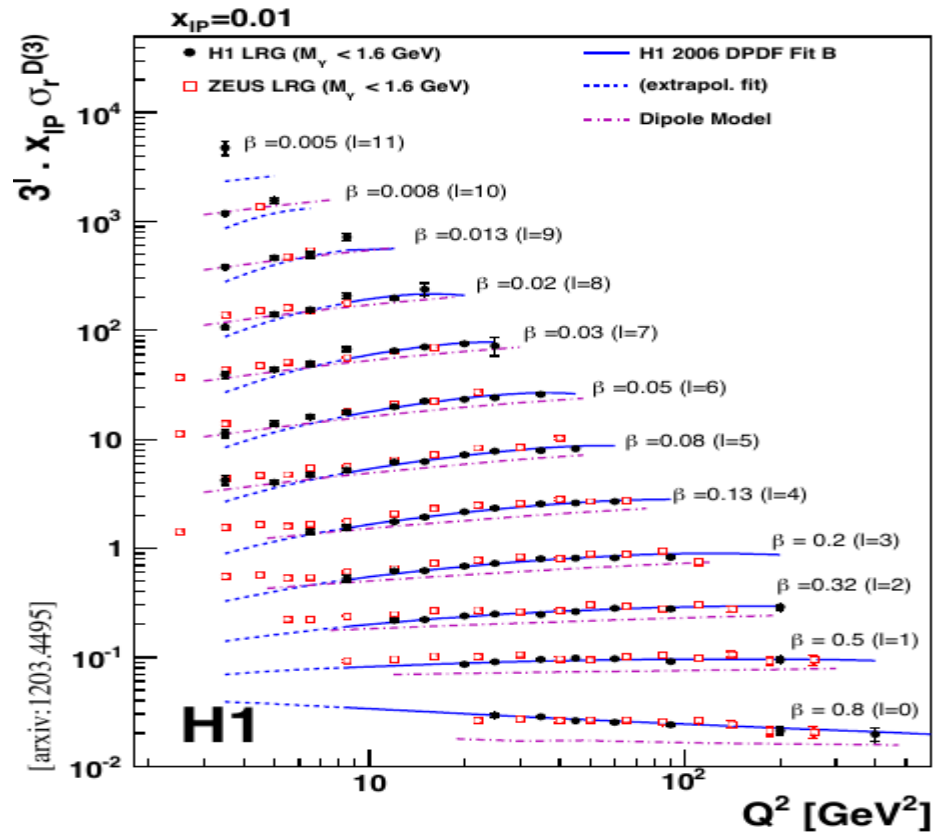 x_IP=0.01
H1 LRG (M_Y < 1.6 GeV)
ZEUS LRG (M_Y < 1.6 GeV)
H1 2006 DPDF Fit B
(extrapol. fit)
Dipole Model
3^l · x_IP σ_r^D(3)
10^4
10^3
10^2
10
1
10^-1
10^-2
β =0.005 (l=11)
β =0.008 (l=10)
β =0.013 (l=9)
β =0.02 (l=8)
β =0.03 (l=7)
β =0.05 (l=6)
β =0.08 (l=5)
β =0.13 (l=4)
β = 0.2 (l=3)
β = 0.32 (l=2)
β = 0.5 (l=1)
β = 0.8 (l=0)
[arxiv:1203.4495]
H1
10
10^2
Q^2 [GeV^2]